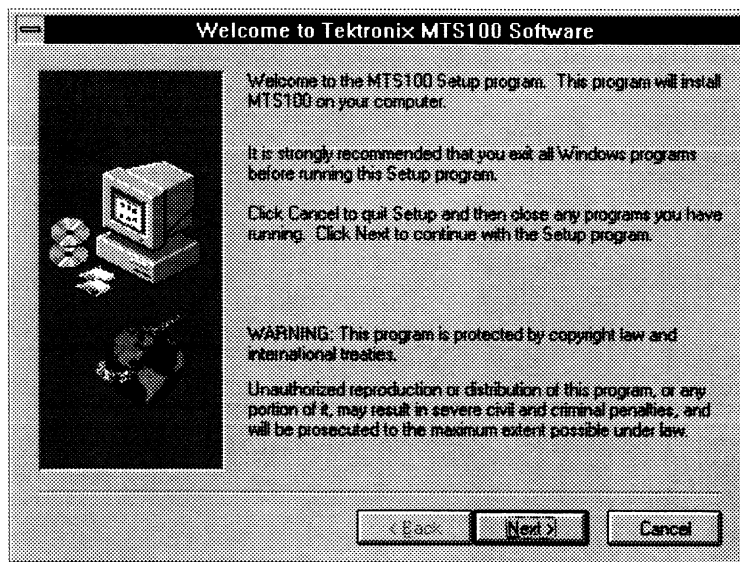 Welcome to Tektronix MTS100 Software
Welcome to the MTS100 Setup program. This program will install
MTS100 on your computer.
It is strongly recommended that you exit all Windows programs
before running this Setup program.
Click Cancel to quit Setup and then close any programs you have
running. Click Next to continue with the Setup program.
WARNING: This program is protected by copyright law and
international treaties.
Unauthorized reproduction or distribution of this program, or any
portion of it, may result in severe civil and criminal penalties, and
will be prosecuted to the maximum extent possible under law.
< Back Next > Cancel